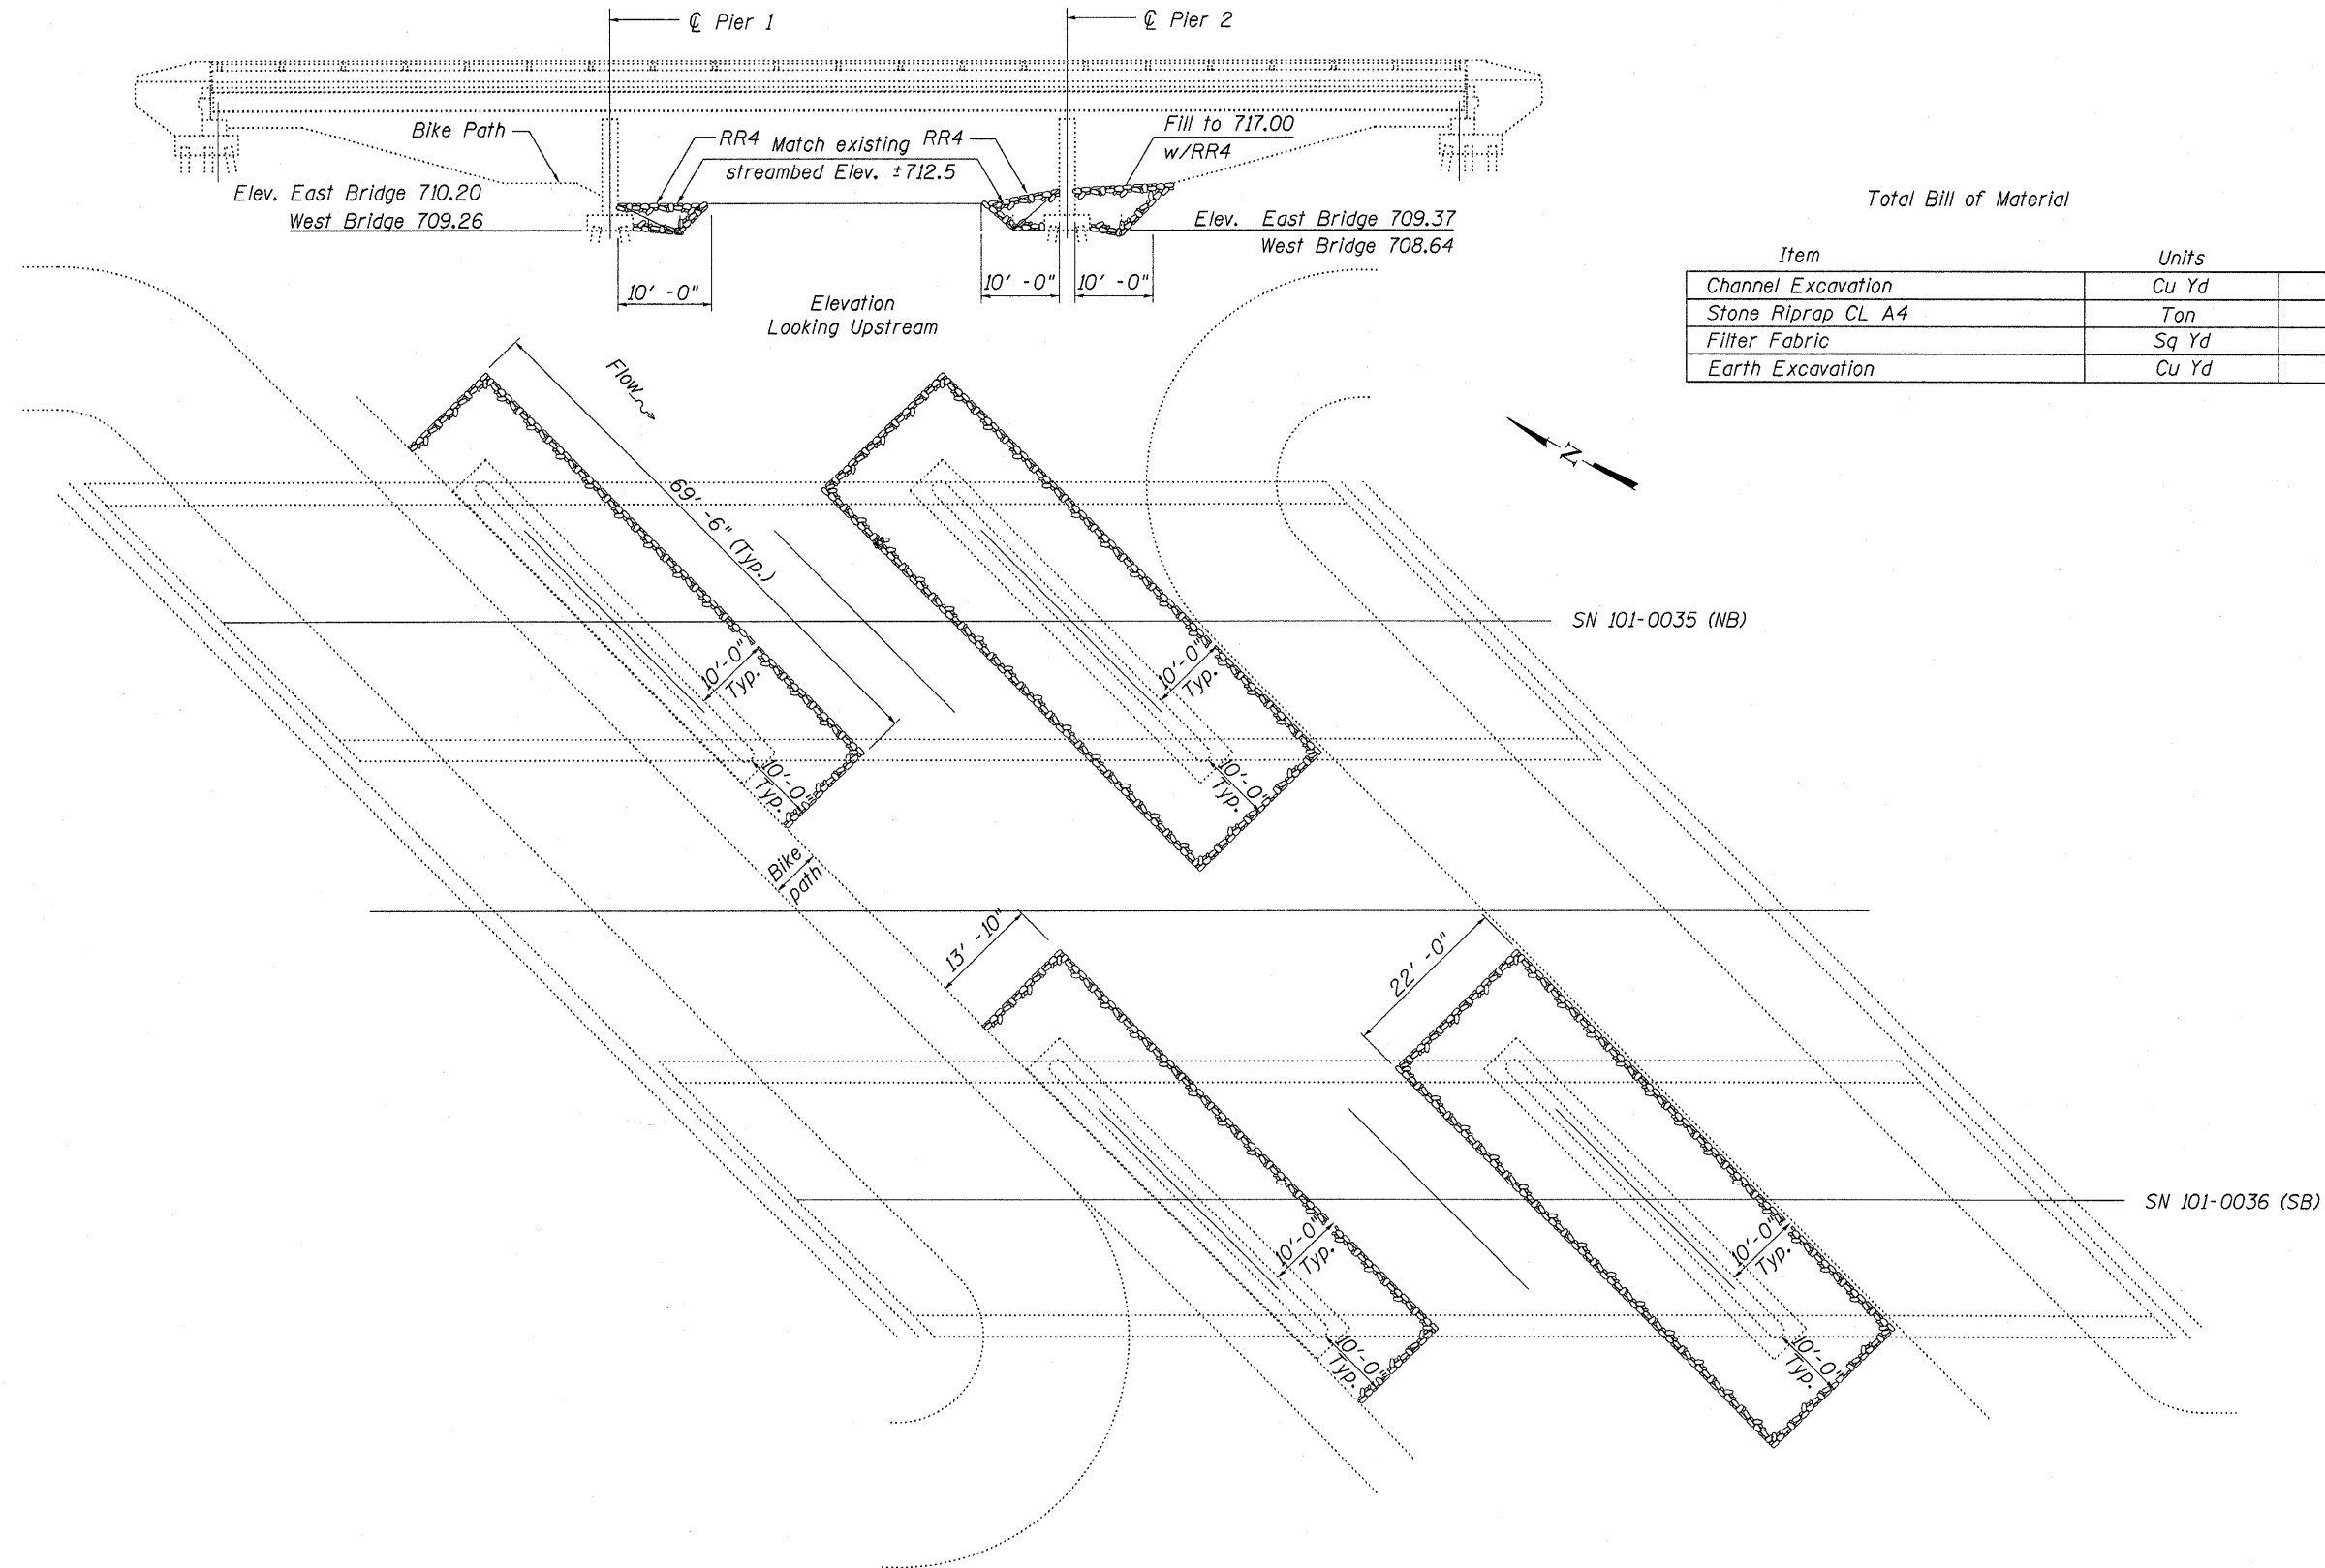 ℄ Pier 1
℄ Pier 2
Bike Path
RR4
Match existing
streambed Elev. ±712.5
RR4
Fill to 717.00
w/RR4
Elev. East Bridge 710.20
West Bridge 709.26
Elev. East Bridge 709.37
West Bridge 708.64
10' -0"
10' -0"
10' -0"
Elevation
Looking Upstream
Total Bill of Material
Item Units
Channel Excavation Cu Yd
Stone Riprap CL A4 Ton
Filter Fabric Sq Yd
Earth Excavation Cu Yd
Flow
N
69' -6" (Typ.)
SN 101-0035 (NB)
10'-0"
Typ.
10'-0"
Typ.
10'-0"
Typ.
10'-0"
Typ.
Bike
path
13' -10"
22' -0"
SN 101-0036 (SB)
10'-0"
Typ.
10'-0"
Typ.
10'-0"
Typ.
10'-0"
Typ.